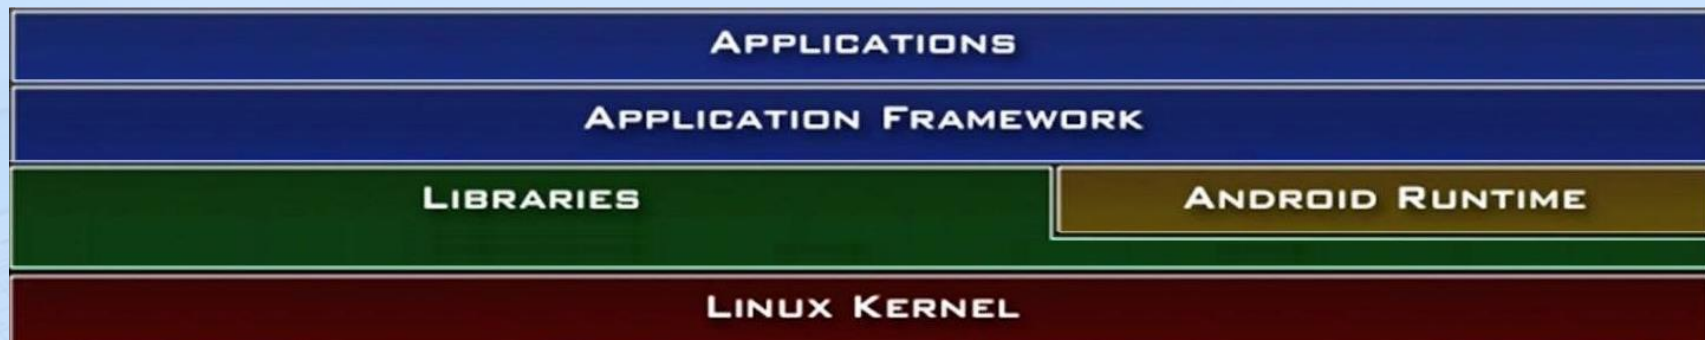 APPLICATIONS
APPLICATION FRAMEWORK
LIBRARIES
ANDROID RUNTIME
LINUX KERNEL